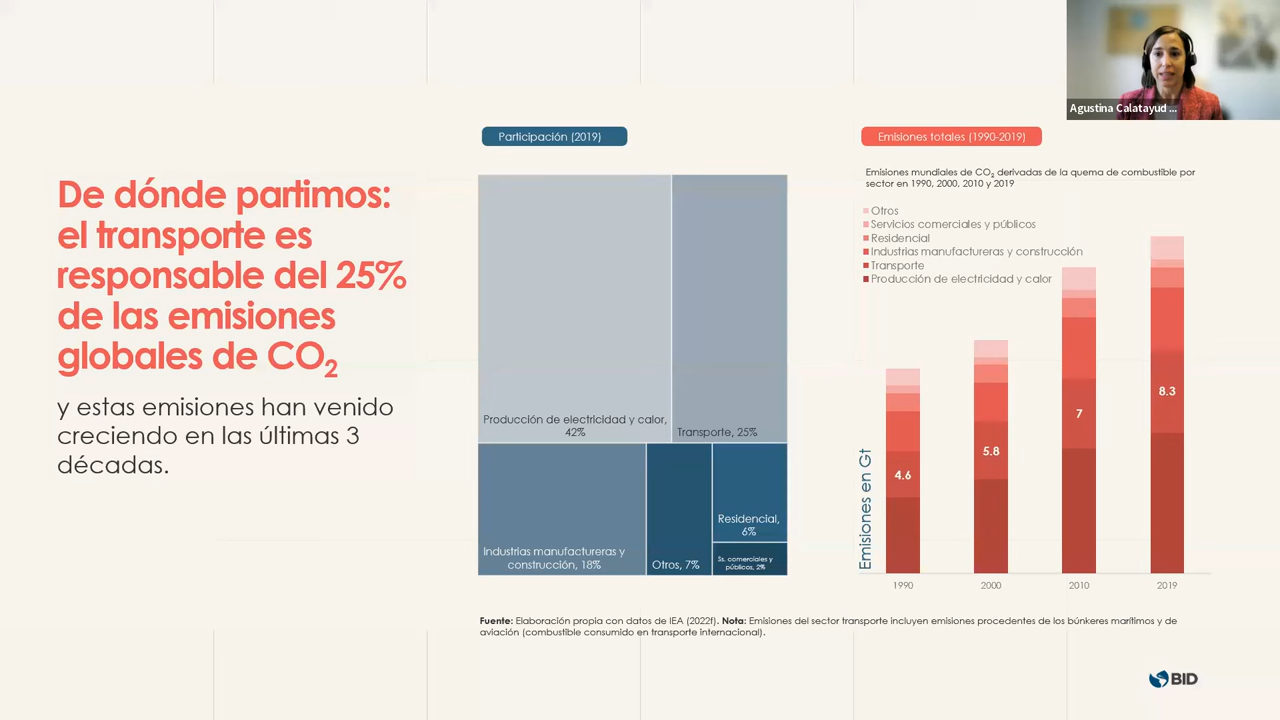 Agustina Calatayud ...
Participación (2019)
Emisiones totales (1990-2019)
De dónde partimos:
el transporte es
responsable del 25%
de las emisiones
globales de CO₂
y estas emisiones han venido
creciendo en las últimas 3
décadas.
Producción de electricidad y calor,
42%
Transporte, 25%
Industrias manufactureras y
construcción, 18%
Otros, 7%
Residencial,
6%
Ss. comerciales y
públicos, 2%
Emisiones mundiales de CO₂ derivadas de la quema de combustible por
sector en 1990, 2000, 2010 y 2019
Otros
Servicios comerciales y públicos
Residencial
Industrias manufactureras y construcción
Transporte
Producción de electricidad y calor
Emisiones en Gt
4.6
5.8
7
8.3
1990
2000
2010
2019
Fuente: Elaboración propia con datos de IEA (2022f). Nota: Emisiones del sector transporte incluyen emisiones procedentes de los búnkeres marítimos y de
aviación (combustible consumido en transporte internacional).
BID